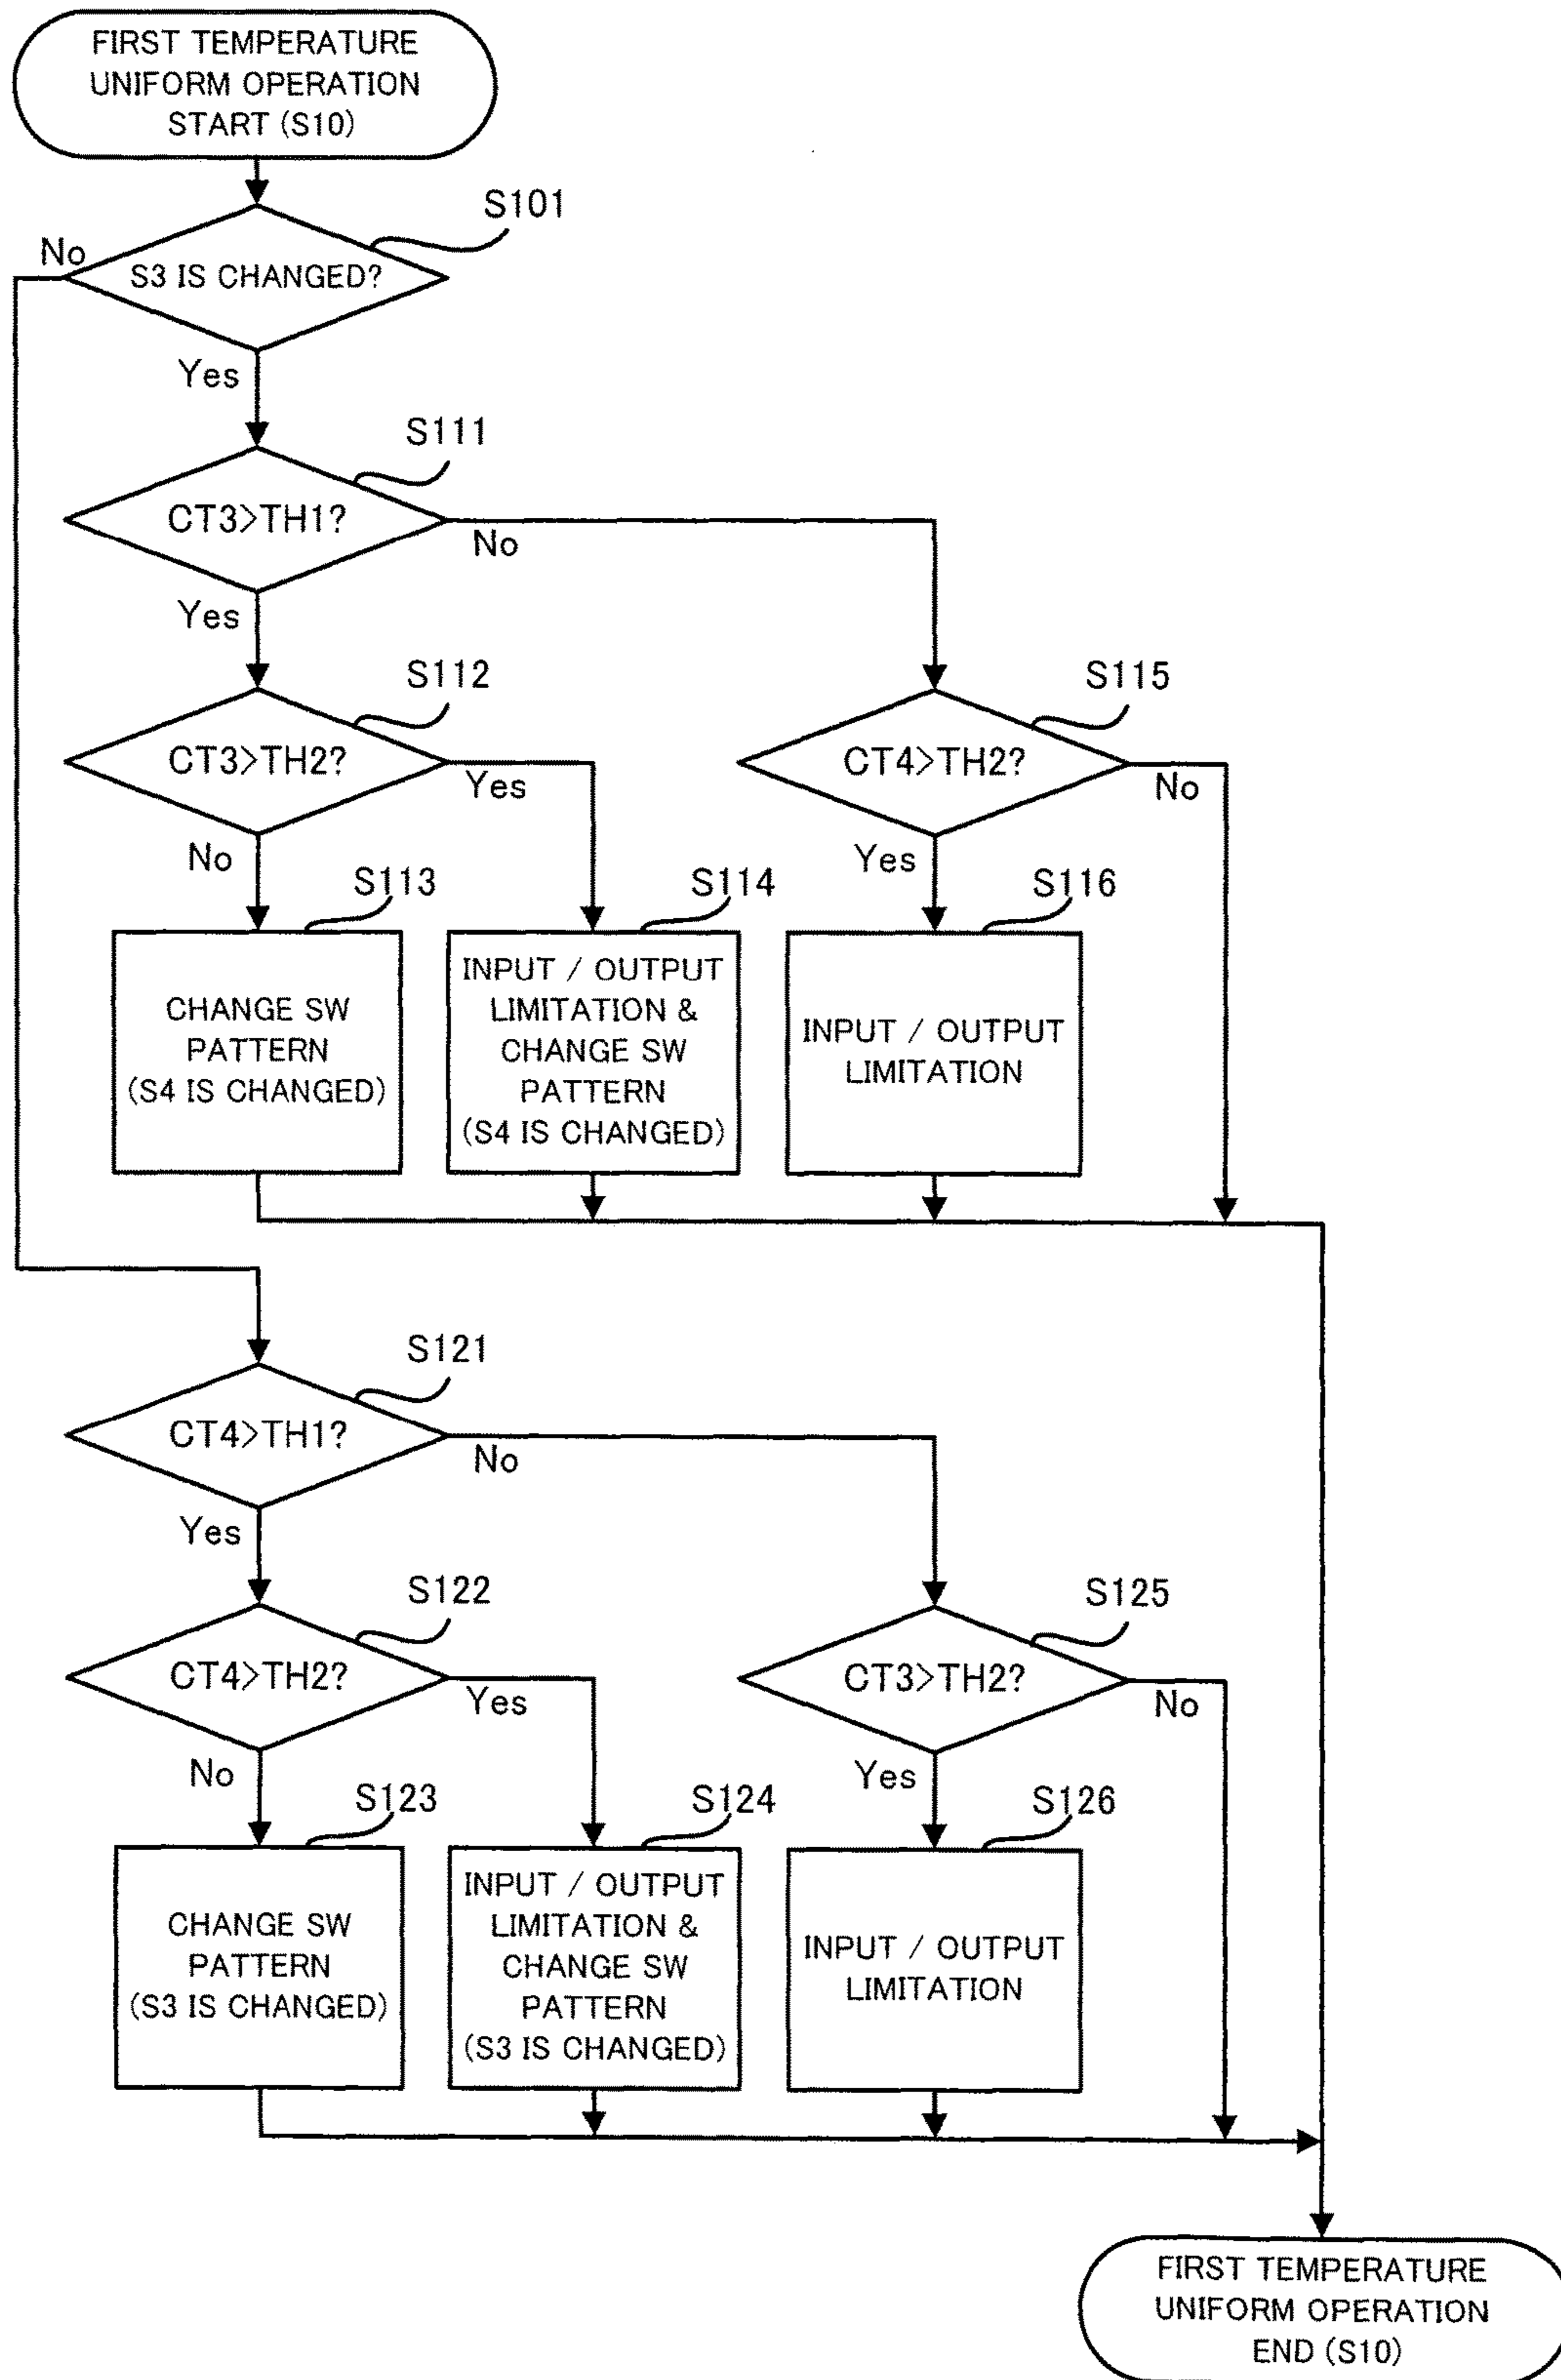 FIRST TEMPERATURE
UNIFORM OPERATION
START (S10)
S101
No
S3 IS CHANGED?
Yes
S111
CT3>TH1?
No
Yes
S112
S115
CT3>TH2?
Yes
CT4>TH2?
No
No
Yes
S113
S114
S116
CHANGE SW
PATTERN
(S4 IS CHANGED)
INPUT / OUTPUT
LIMITATION &
CHANGE SW
PATTERN
(S4 IS CHANGED)
INPUT / OUTPUT
LIMITATION
S121
CT4>TH1?
No
Yes
S122
S125
CT4>TH2?
Yes
CT3>TH2?
No
No
Yes
S123
S124
S126
CHANGE SW
PATTERN
(S3 IS CHANGED)
INPUT / OUTPUT
LIMITATION &
CHANGE SW
PATTERN
(S3 IS CHANGED)
INPUT / OUTPUT
LIMITATION
FIRST TEMPERATURE
UNIFORM OPERATION
END (S10)